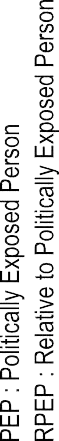 PEP : Politically Exposed Person
RPEP : Relative to Politically Exposed Person